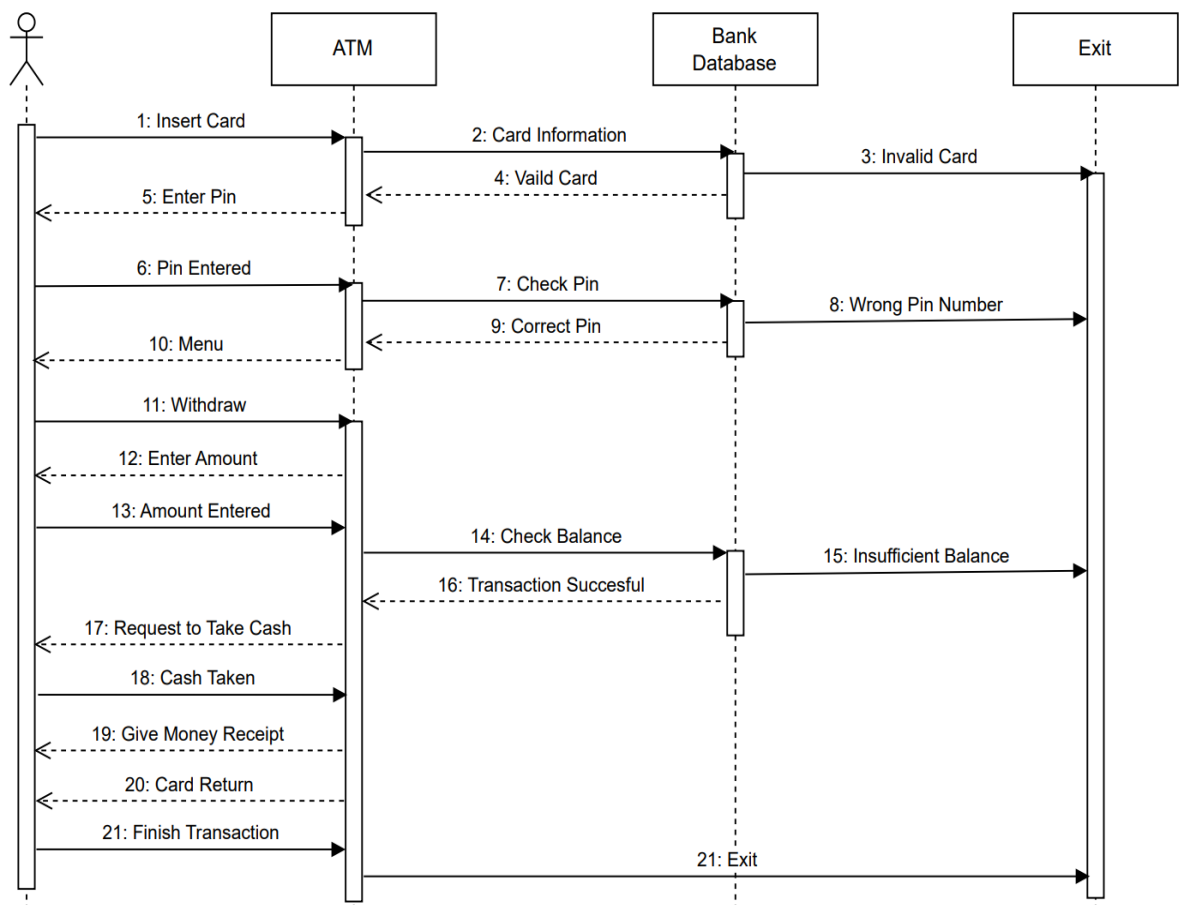 ATM
Bank
Database
Exit
1: Insert Card
2: Card Information
3: Invalid Card
4: Vaild Card
5: Enter Pin
6: Pin Entered
7: Check Pin
8: Wrong Pin Number
9: Correct Pin
10: Menu
11: Withdraw
12: Enter Amount
13: Amount Entered
14: Check Balance
15: Insufficient Balance
16: Transaction Succesful
17: Request to Take Cash
18: Cash Taken
19: Give Money Receipt
20: Card Return
21: Finish Transaction
21: Exit